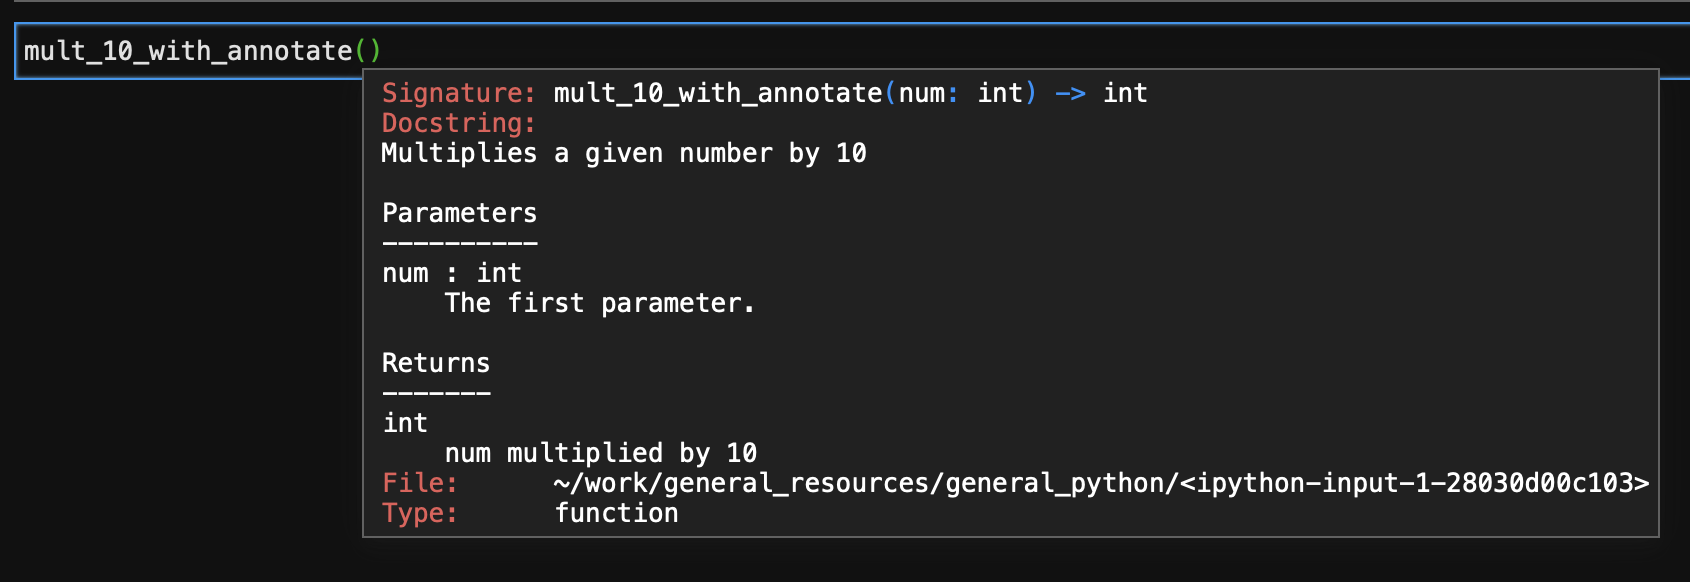 mult_10_with_annotate()
Signature: mult_10_with_annotate(num: int) -> int
Docstring:
Multiplies a given number by 10
Parameters
----------
num : int
    The first parameter.
Returns
-------
int
    num multiplied by 10
File:      ~/work/general_resources/general_python/<ipython-input-1-28030d00c103>
Type:      function